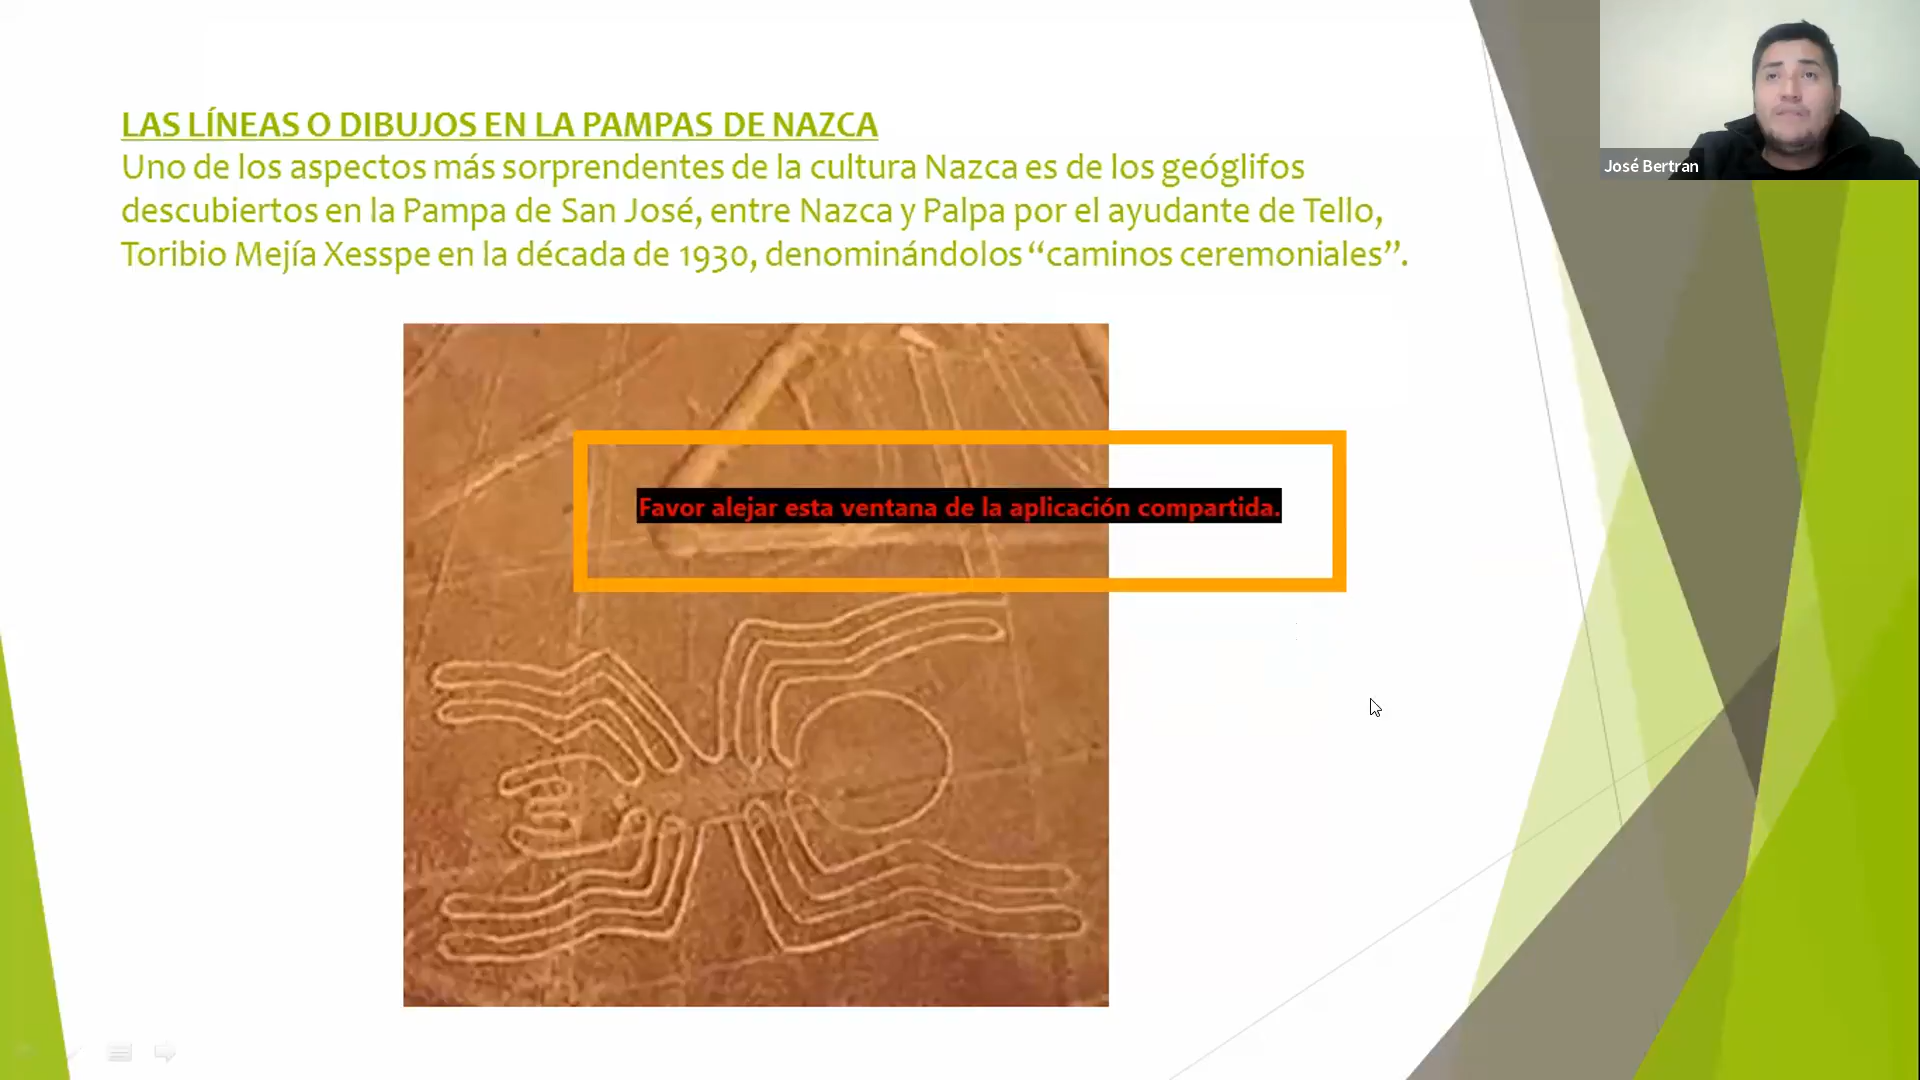 LAS LÍNEAS O DIBUJOS EN LA PAMPAS DE NAZCA
Uno de los aspectos más sorprendentes de la cultura Nazca es de los geóglifos
descubiertos en la Pampa de San José, entre Nazca y Palpa por el ayudante de Tello,
Toribio Mejía Xesspe en la década de 1930, denominándolos “caminos ceremoniales”.
José Bertran
Favor alejar esta ventana de la aplicación compartida.